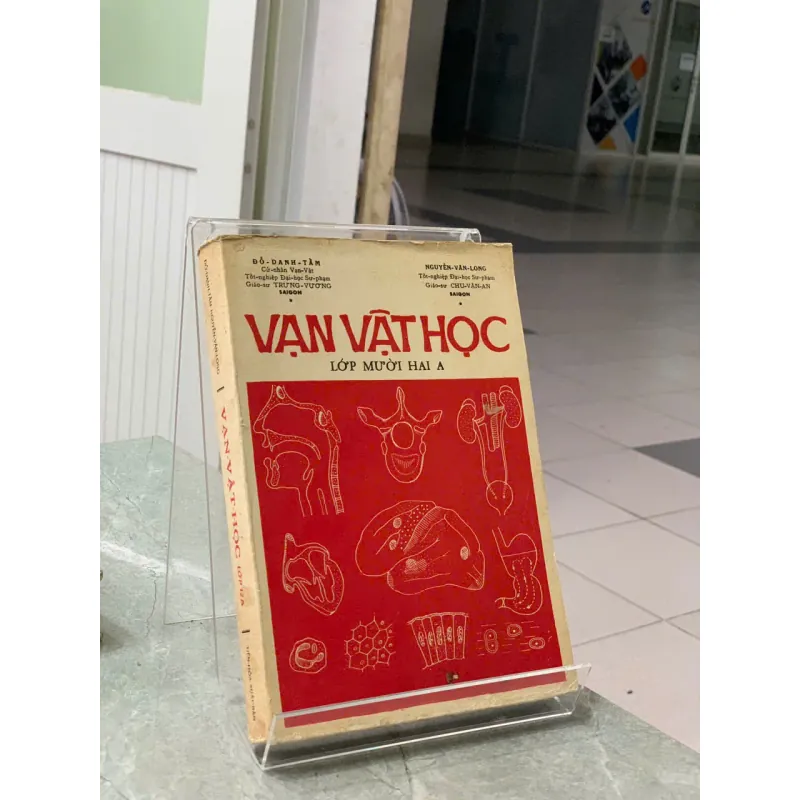 ĐỖ-DANH-TÂM
Cử-nhân Vạn-Vật
Tốt-nghiệp Đại-học Sư-phạm
Giáo-sư TRƯNG-VƯƠNG
SAIGON
NGUYỄN-VĂN-LONG
Tốt-nghiệp Đại-học Sư-phạm
Giáo-sư CHU-VĂN-AN
SAIGON
VẠN VẬT HỌC
LỚP MƯỜI HAI A
VẠN-VẬT-HỌC LỚP 12A